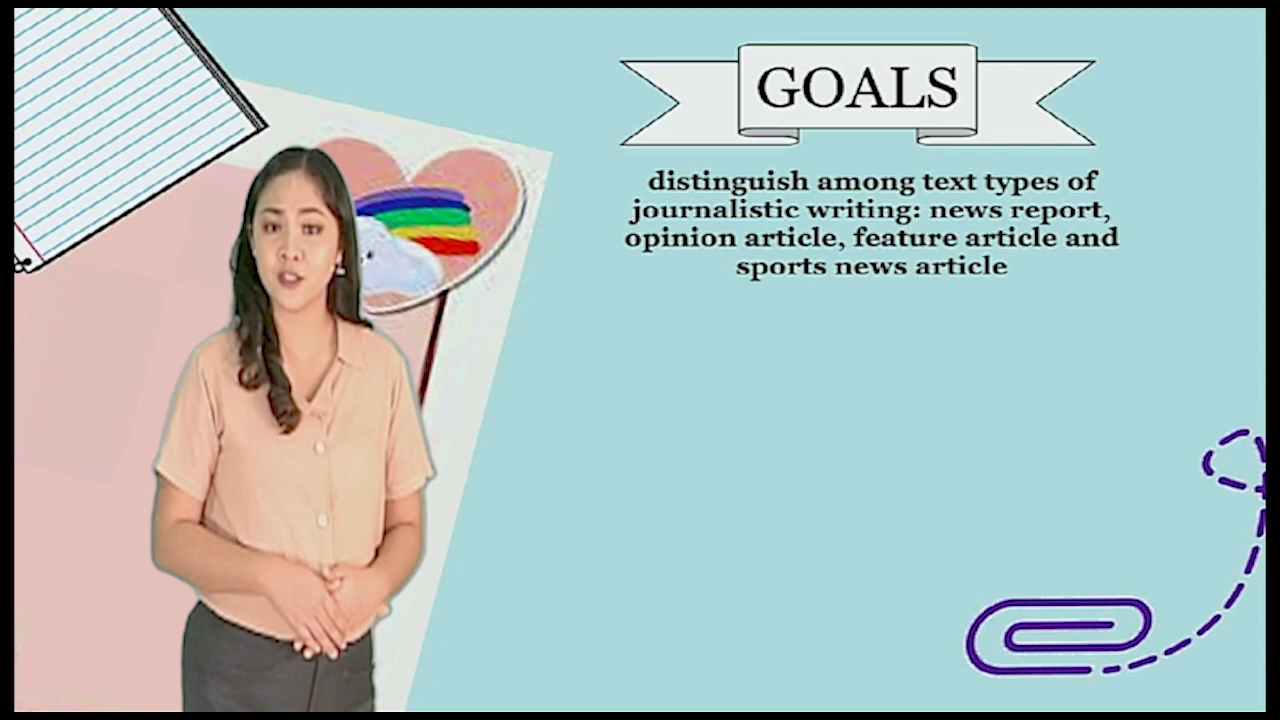 GOALS
distinguish among text types of
journalistic writing: news report,
opinion article, feature article and
sports news article